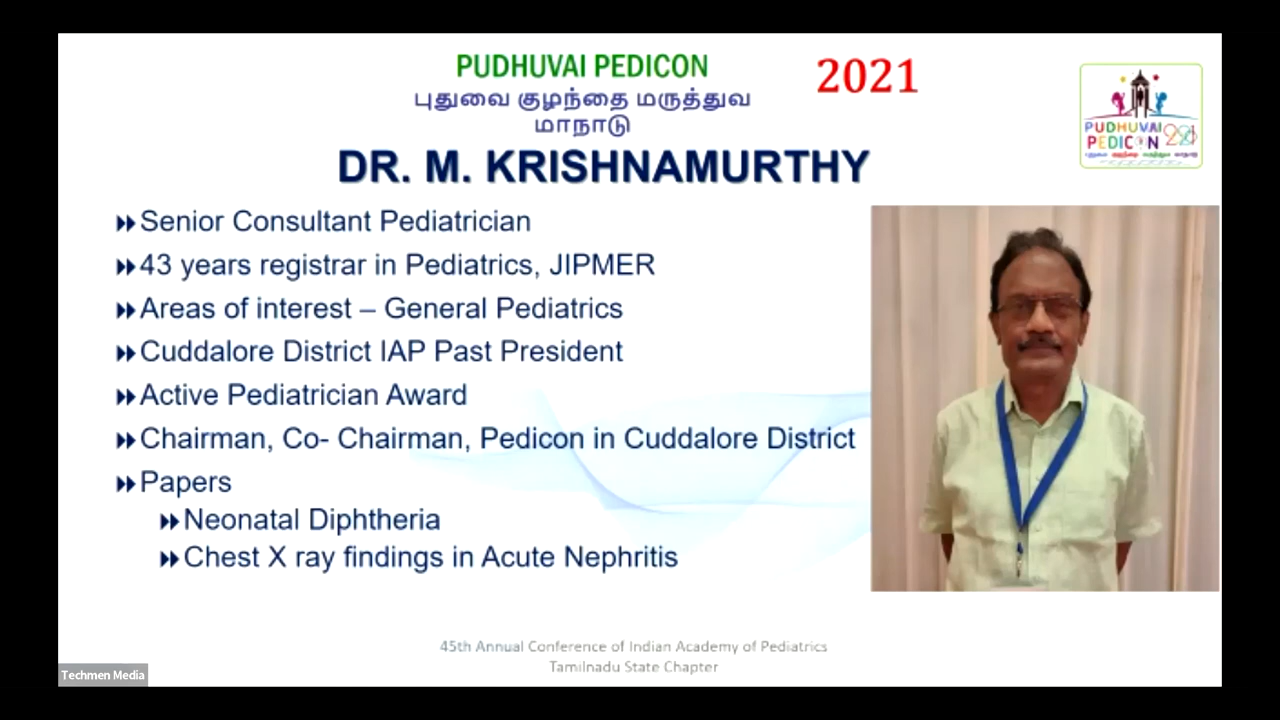 PUDHUVAI PEDICON
2021
புதுவை குழந்தை மருத்துவ
மாநாடு
PUDHUVAI
PEDICON 2021
DR. M. KRISHNAMURTHY
Senior Consultant Pediatrician
43 years registrar in Pediatrics, JIPMER
Areas of interest – General Pediatrics
Cuddalore District IAP Past President
Active Pediatrician Award
Chairman, Co- Chairman, Pedicon in Cuddalore District
Papers
Neonatal Diphtheria
Chest X ray findings in Acute Nephritis
45th Annual Conference of Indian Academy of Pediatrics
Tamilnadu State Chapter
Techmen Media